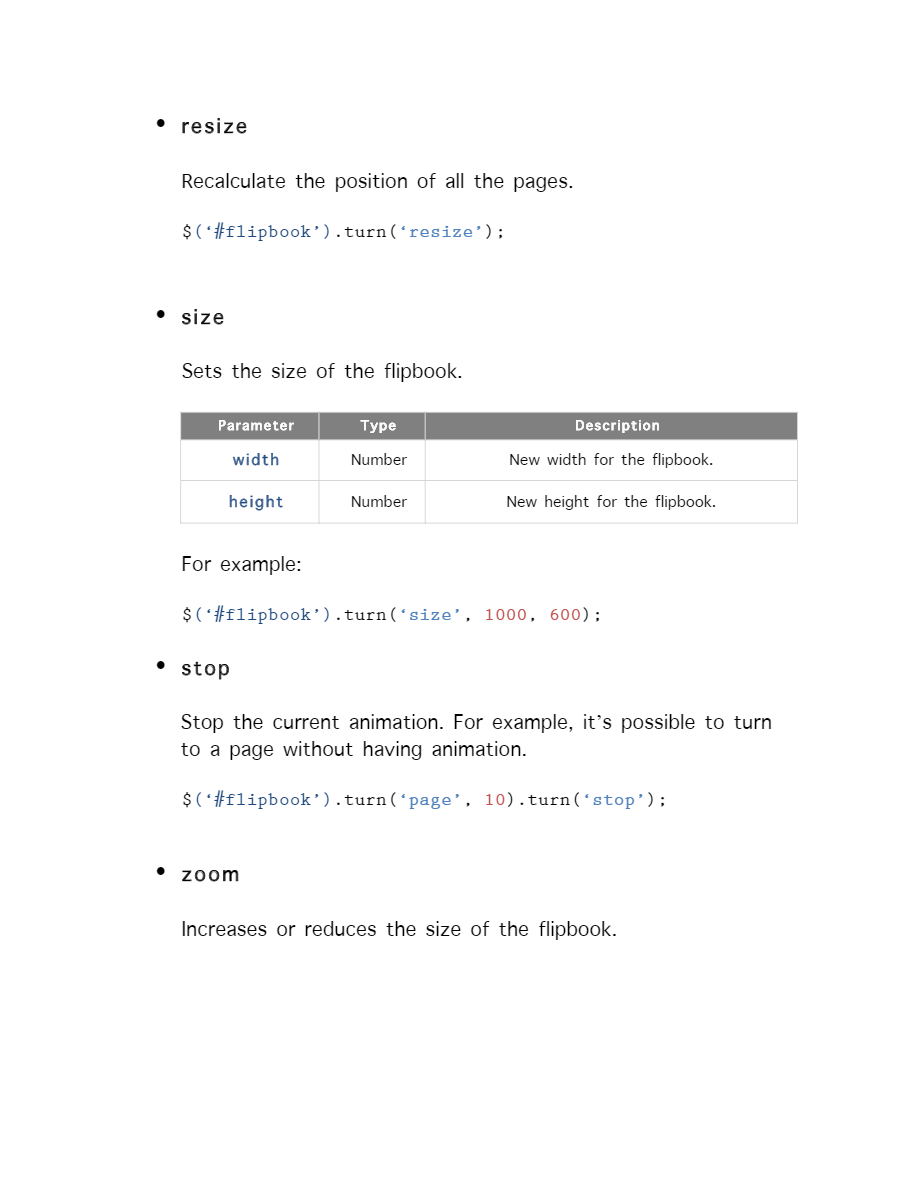 • resize
Recalculate the position of all the pages.
$(‘#flipbook’).turn(‘resize’);
• size
Sets the size of the flipbook.
Parameter Type Description
width Number New width for the flipbook.
height Number New height for the flipbook.
For example:
$(‘#flipbook’).turn(‘size’, 1000, 600);
• stop
Stop the current animation. For example, it’s possible to turn
to a page without having animation.
$(‘#flipbook’).turn(‘page’, 10).turn(‘stop’);
• zoom
Increases or reduces the size of the flipbook.